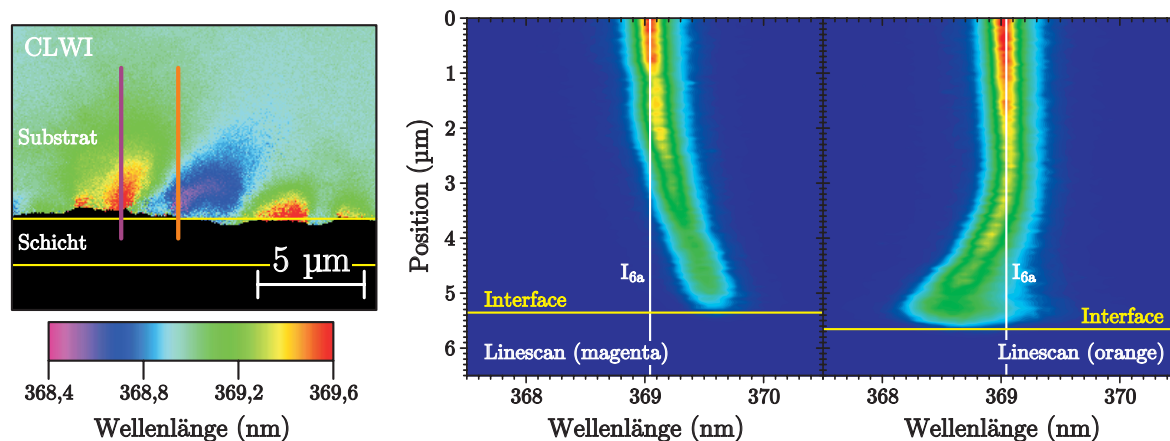 CLWI
Substrat
Schicht
5 µm
368,4 368,8 369,2 369,6
Wellenlänge (nm)
Position (µm)
0
1
2
3
4
5
6
I6a
Interface
Linescan (magenta)
368 369 370
Wellenlänge (nm)
I6a
Interface
Linescan (orange)
368 369 370
Wellenlänge (nm)